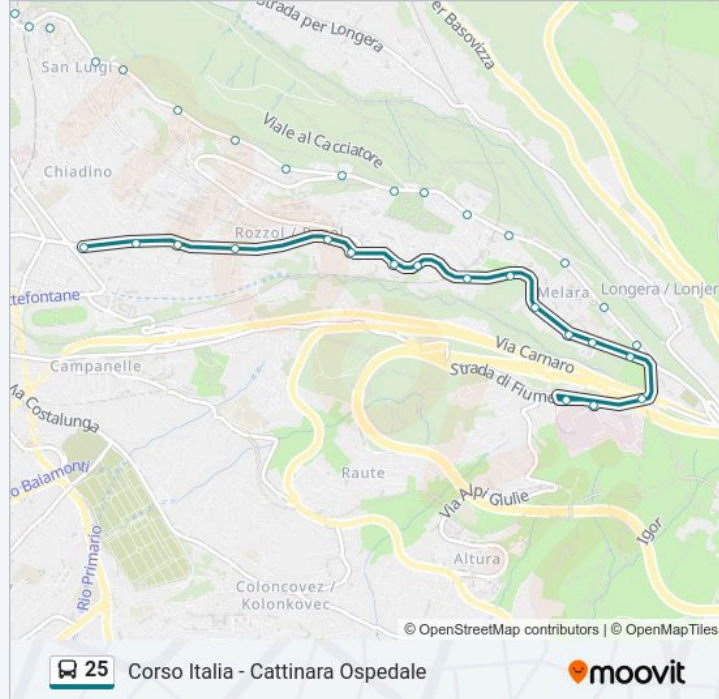 Strada per Longera
er Basovizza
San Luigi
Viale al Cacciatore
Chiadino
Rozzol /
tefontane
Melara
Longera / Lonjer
Via Carnaro
Campanelle
Strada di Fiume
Via Costalunga
Raute
o Baiamonti
Via Alpi Giulie
Igor
Rio Primario
Altura
Coloncovez /
Kolonkovec
© OpenStreetMap contributors | © OpenMapTiles
25 Corso Italia - Cattinara Ospedale
moovit